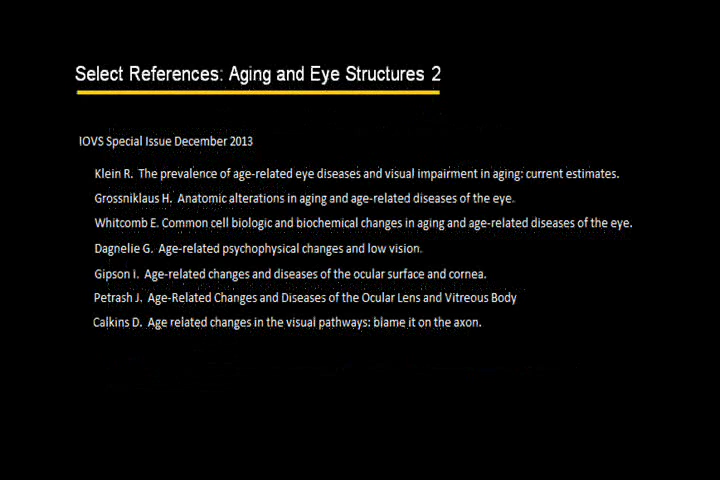 Select References: Aging and Eye Structures 2
IOVS Special Issue December 2013
Klein R. The prevalence of age-related eye diseases and visual impairment in aging: current estimates.
Grossniklaus H. Anatomic alterations in aging and age-related diseases of the eye.
Whitcomb E. Common cell biologic and biochemical changes in aging and age-related diseases of the eye.
Dagnelie G. Age-related psychophysical changes and low vision.
Gipson I. Age-related changes and diseases of the ocular surface and cornea.
Petrash J. Age-Related Changes and Diseases of the Ocular Lens and Vitreous Body
Calkins D. Age related changes in the visual pathways: blame it on the axon.